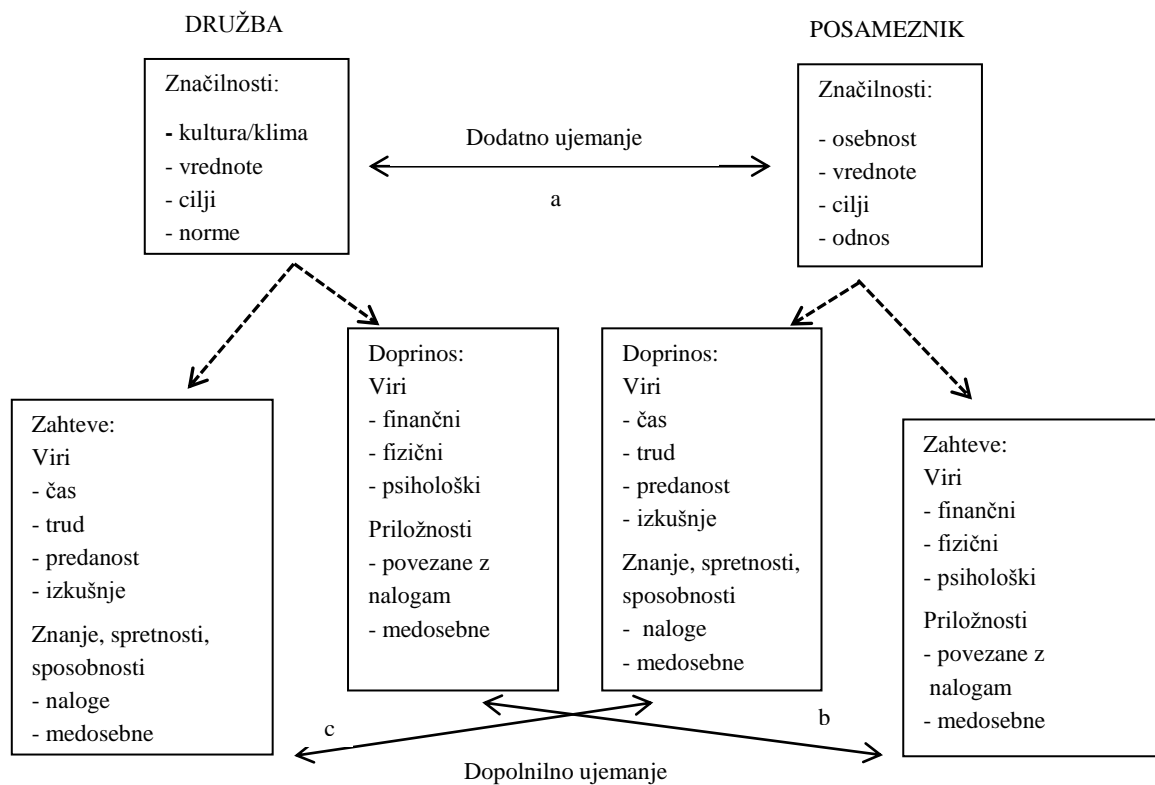 DRUŽBA
POSAMEZNIK
Značilnosti:
- kultura/klima
- vrednote
- cilji
- norme
Dodatno ujemanje
a
Značilnosti:
- osebnost
- vrednote
- cilji
- odnos
Zahteve:
Viri
- čas
- trud
- predanost
- izkušnje
Znanje, spretnosti,
sposobnosti
- naloge
- medosebne
Doprinos:
Viri
- finančni
- fizični
- psihološki
Priložnosti
- povezane z
nalogam
- medosebne
Doprinos:
Viri
- čas
- trud
- predanost
- izkušnje
Znanje, spretnosti,
sposobnosti
- naloge
- medosebne
Zahteve:
Viri
- finančni
- fizični
- psihološki
Priložnosti
- povezane z
nalogam
- medosebne
c
b
Dopolnilno ujemanje